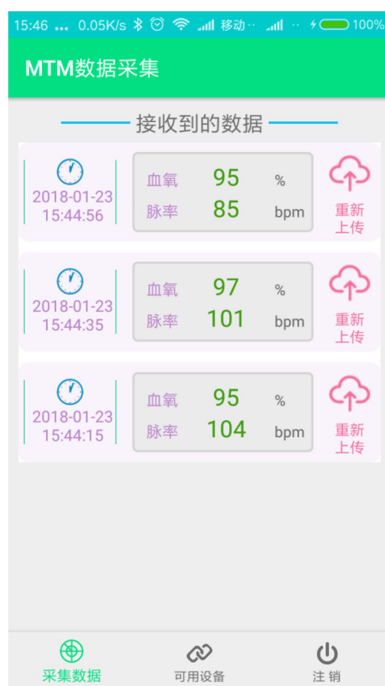 15:46 ... 0.05K/s 移动·· ·· 100%
MTM数据采集
接收到的数据
血氧 95 %
2018-01-23
脉率 85 bpm
15:44:56
重新
上传
血氧 97 %
2018-01-23
脉率 101 bpm
15:44:35
重新
上传
血氧 95 %
2018-01-23
脉率 104 bpm
15:44:15
重新
上传
采集数据 可用设备 注销